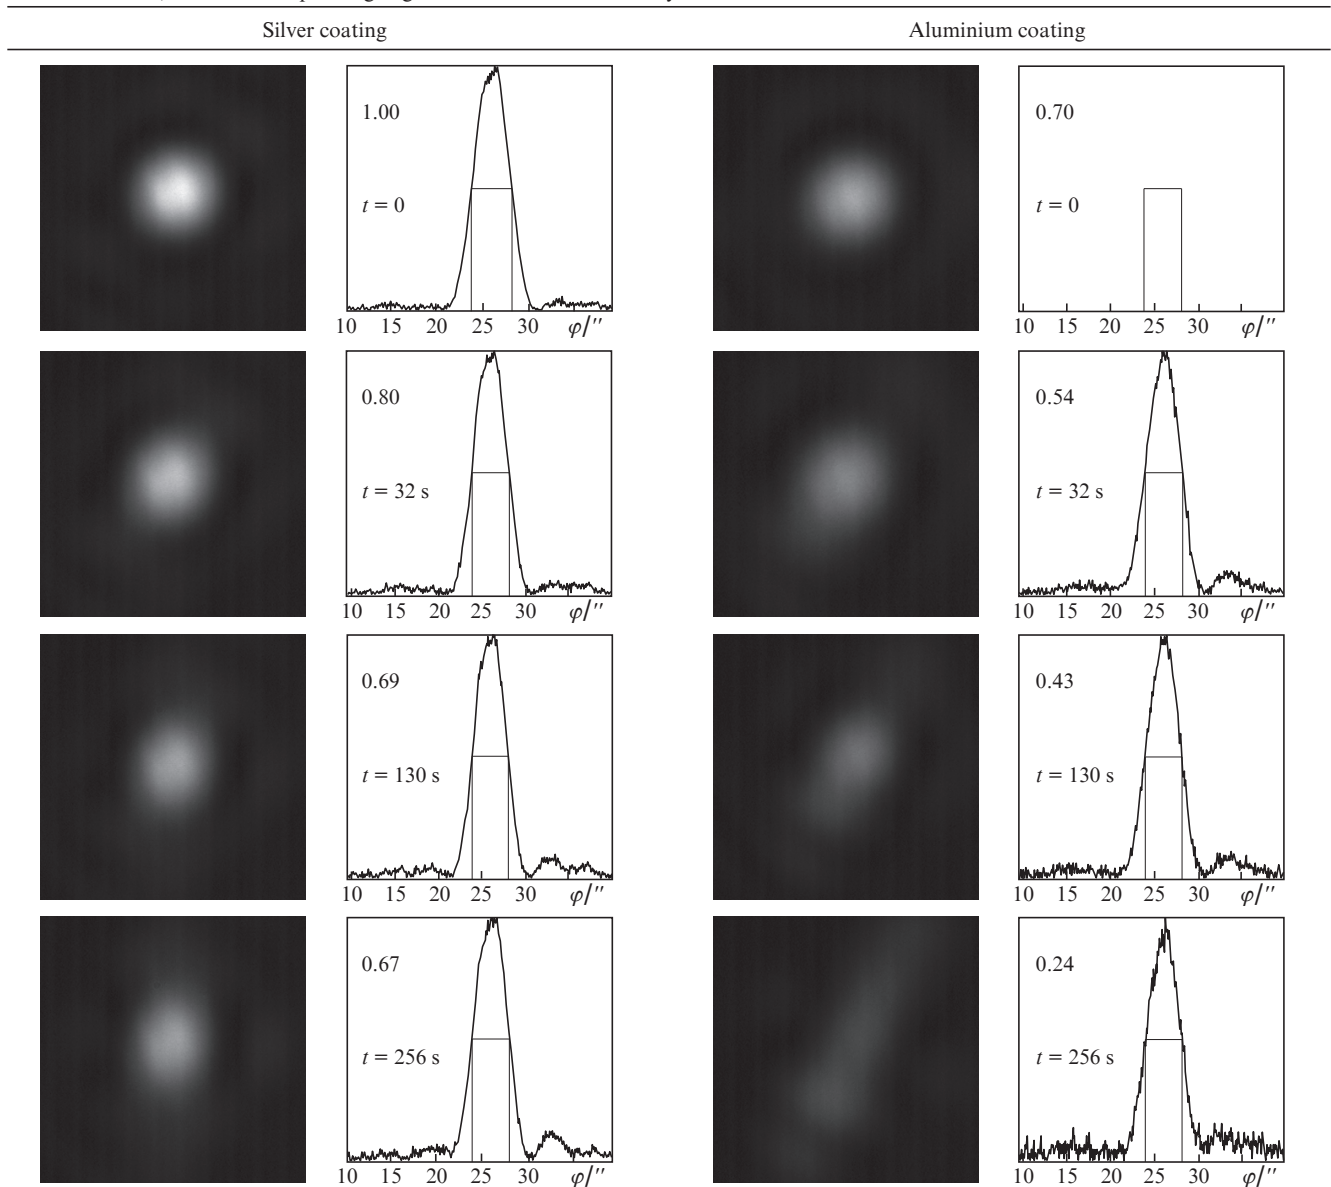 Silver coating Aluminium coating
1.00
t = 0
10 15 20 25 30 φ/″
0.70
t = 0
10 15 20 25 30 φ/″
0.80
t = 32 s
10 15 20 25 30 φ/″
0.54
t = 32 s
10 15 20 25 30 φ/″
0.69
t = 130 s
10 15 20 25 30 φ/″
0.43
t = 130 s
10 15 20 25 30 φ/″
0.67
t = 256 s
10 15 20 25 30 φ/″
0.24
t = 256 s
10 15 20 25 30 φ/″